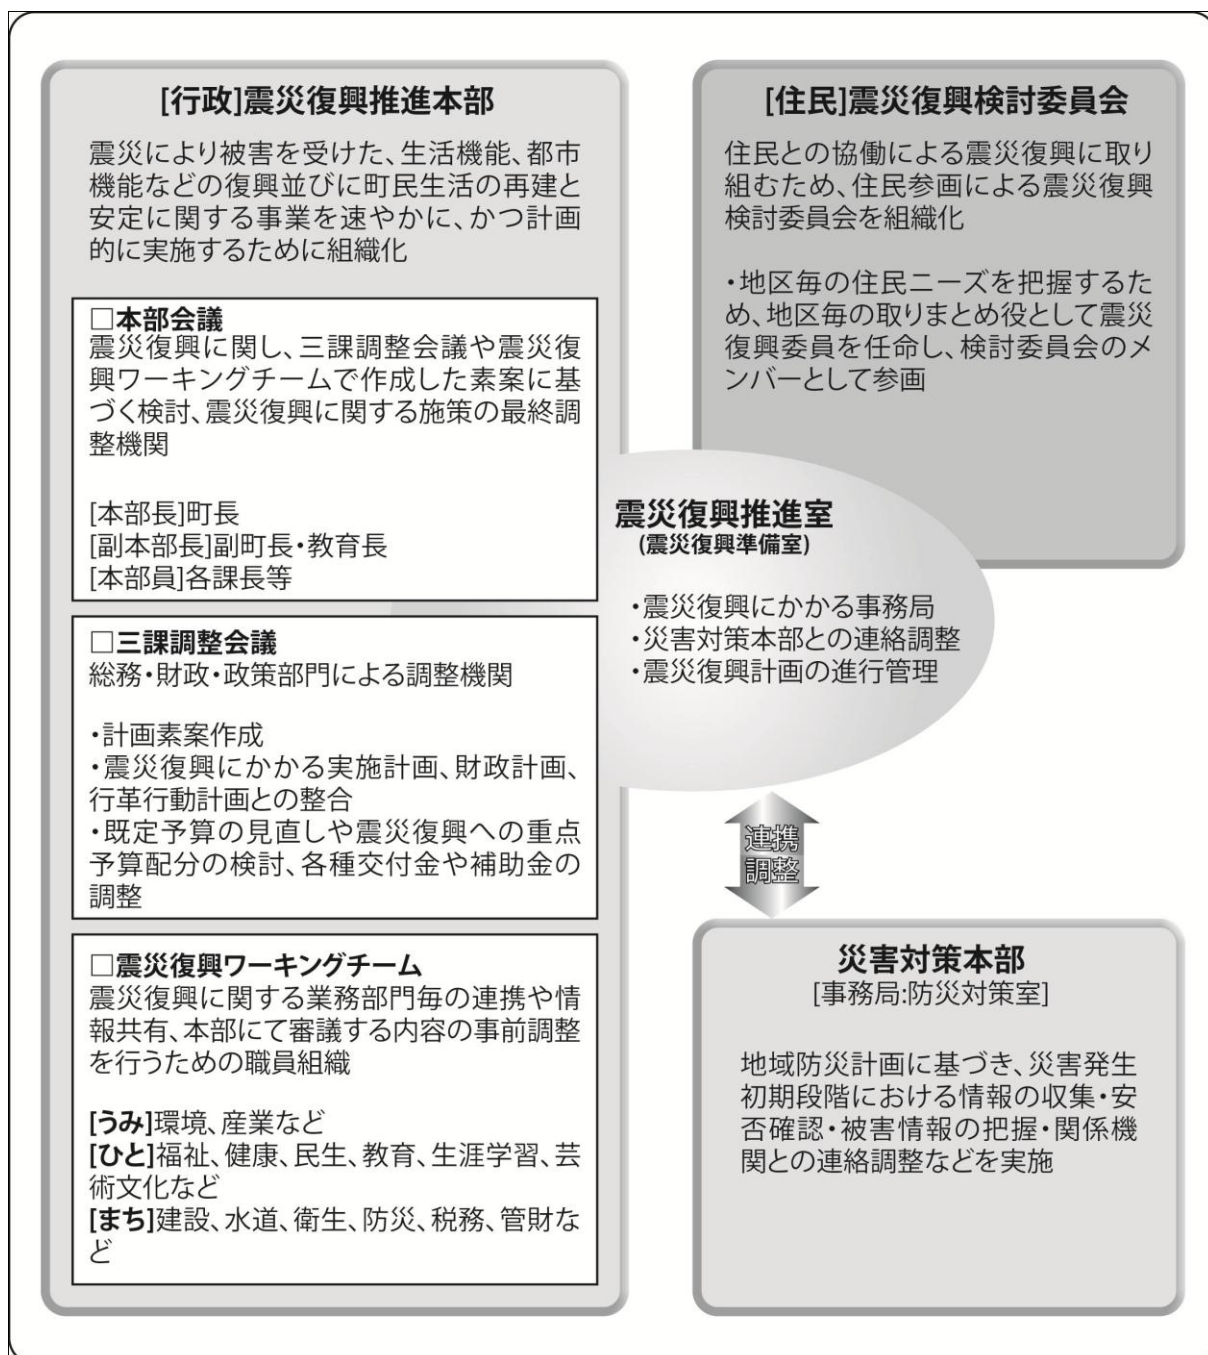 [行政]震災復興推進本部
震災により被害を受けた、生活機能、都市
機能などの復興並びに町民生活の再建と
安定に関する事業を速やかに、かつ計画
的に実施するために組織化
□本部会議
震災復興に関し、三課調整会議や震災復
興ワーキングチームで作成した素案に基
づく検討、震災復興に関する施策の最終調
整機関
[本部長]町長
[副本部長]副町長・教育長
[本部員]各課長等
□三課調整会議
総務・財政・政策部門による調整機関
・計画素案作成
・震災復興にかかる実施計画、財政計画、
行革行動計画との整合
・既定予算の見直しや震災復興への重点
予算配分の検討、各種交付金や補助金の
調整
□震災復興ワーキングチーム
震災復興に関する業務部門毎の連携や情
報共有、本部にて審議する内容の事前調整
を行うための職員組織
[うみ]環境、産業など
[ひと]福祉、健康、民生、教育、生涯学習、芸
術文化など
[まち]建設、水道、衛生、防災、税務、管財な
ど
[住民]震災復興検討委員会
住民との協働による震災復興に取り
組むため、住民参画による震災復興
検討委員会を組織化
・地区毎の住民ニーズを把握するた
め、地区毎の取りまとめ役として震災
復興委員を任命し、検討委員会のメ
ンバーとして参画
震災復興推進室
(震災復興準備室)
・震災復興にかかる事務局
・災害対策本部との連絡調整
・震災復興計画の進行管理
連携
調整
災害対策本部
[事務局:防災対策室]
地域防災計画に基づき、災害発生
初期段階における情報の収集・安
否確認・被害情報の把握・関係機
関との連絡調整などを実施